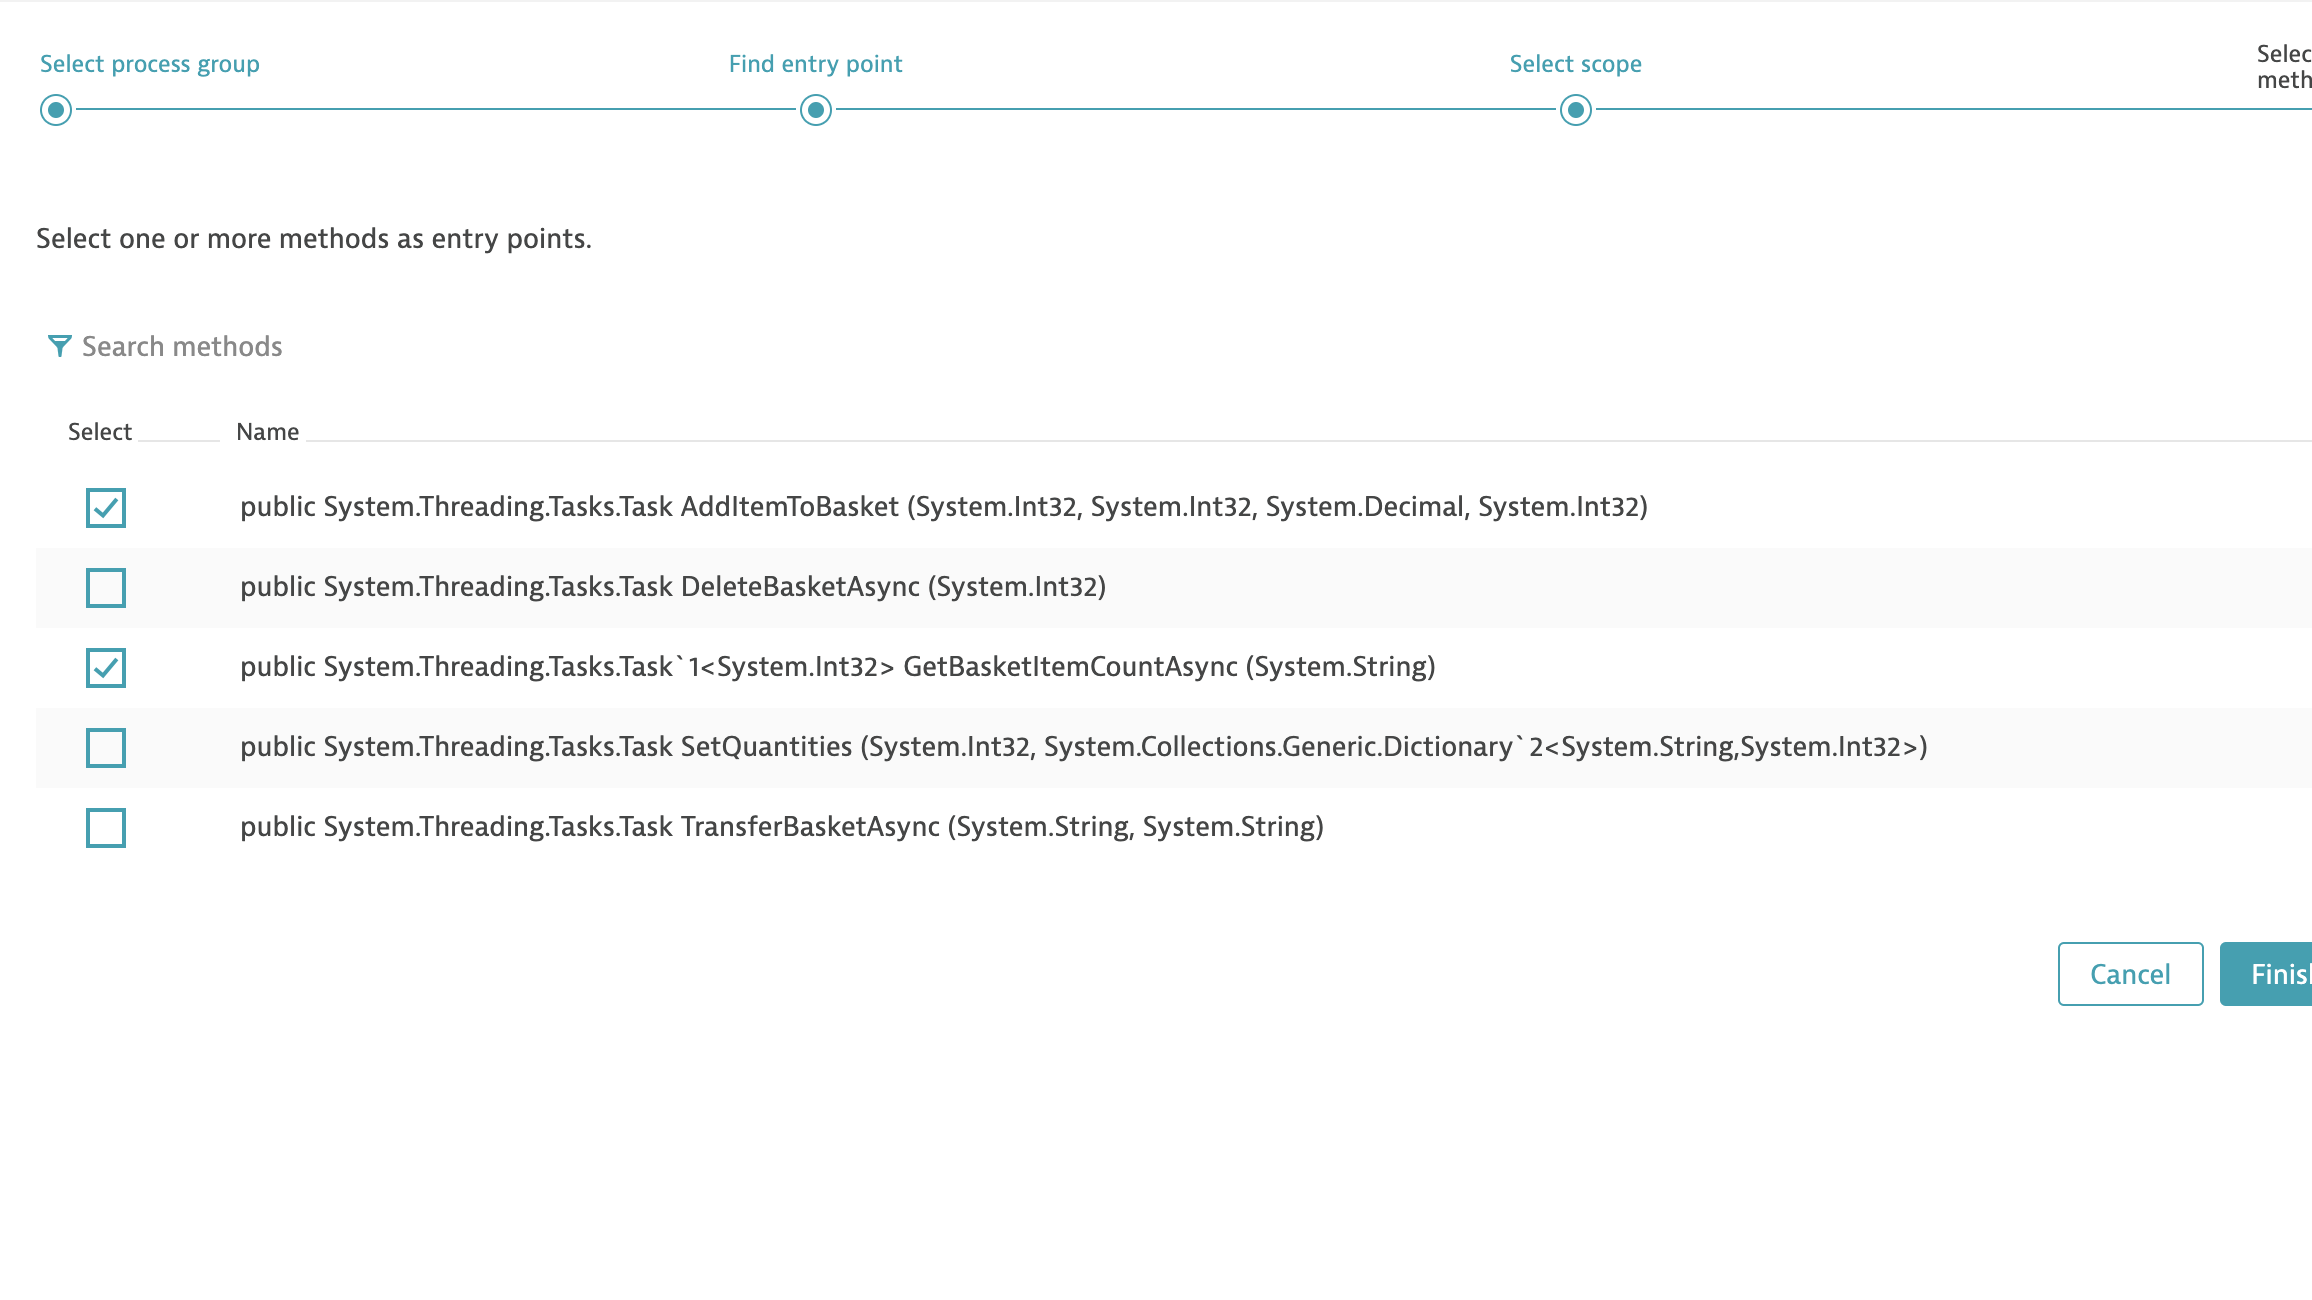 Select process group
Find entry point
Select scope
Select one or more methods as entry points.
Search methods
Select Name
public System.Threading.Tasks.Task AddItemToBasket (System.Int32, System.Int32, System.Decimal, System.Int32)
public System.Threading.Tasks.Task DeleteBasketAsync (System.Int32)
public System.Threading.Tasks.Task`1<System.Int32> GetBasketItemCountAsync (System.String)
public System.Threading.Tasks.Task SetQuantities (System.Int32, System.Collections.Generic.Dictionary`2<System.String,System.Int32>)
public System.Threading.Tasks.Task TransferBasketAsync (System.String, System.String)
Cancel